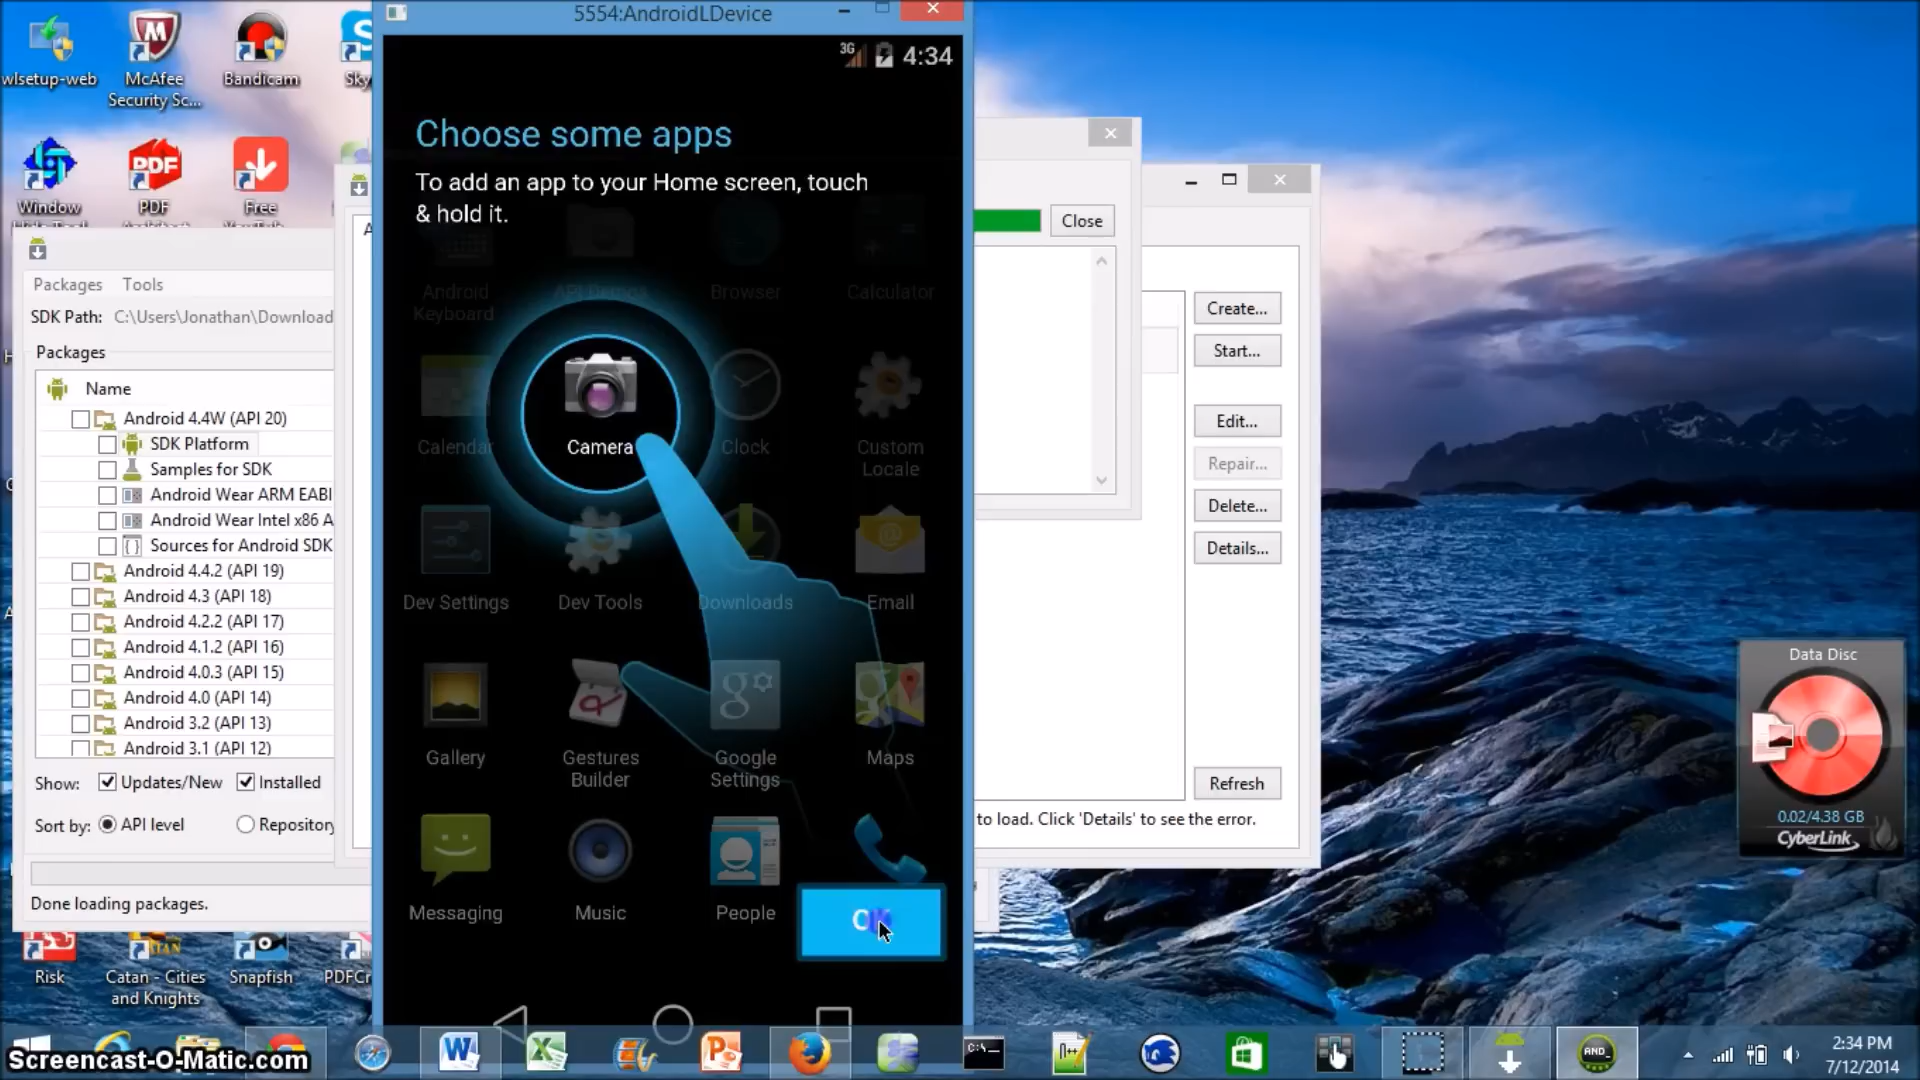 5554:AndroidLDevice
wlsetup-web
McAfee
Security Sc...
Bandicam
Sky
3G
4:34
Choose some apps
To add an app to your Home screen, touch
& hold it.
Window
PDF
Free
Close
Android
Keyboard
API Demos
Browser
Calculator
Packages
Tools
SDK Path:
C:\Users\Jonathan\Download
Packages
Name
Android 4.4W (API 20)
SDK Platform
Samples for SDK
Android Wear ARM EABI
Android Wear Intel x86 A
Sources for Android SDK
Android 4.4.2 (API 19)
Android 4.3 (API 18)
Android 4.2.2 (API 17)
Android 4.1.2 (API 16)
Android 4.0.3 (API 15)
Android 4.0 (API 14)
Android 3.2 (API 13)
Android 3.1 (API 12)
Show:
Updates/New
Installed
Sort by:
API level
Repository
Done loading packages.
Calendar
Camera
Clock
Custom
Locale
Dev Settings
Dev Tools
Downloads
Email
Gallery
Gestures
Builder
Google
Settings
Maps
Messaging
Music
People
OK
Create...
Start...
Edit...
Repair...
Delete...
Details...
Refresh
to load. Click 'Details' to see the error.
Data Disc
0.02/4.38 GB
CyberLink
Risk
Catan - Cities
and Knights
Snapfish
PDFCr
Screencast-O-Matic.com
2:34 PM
7/12/2014